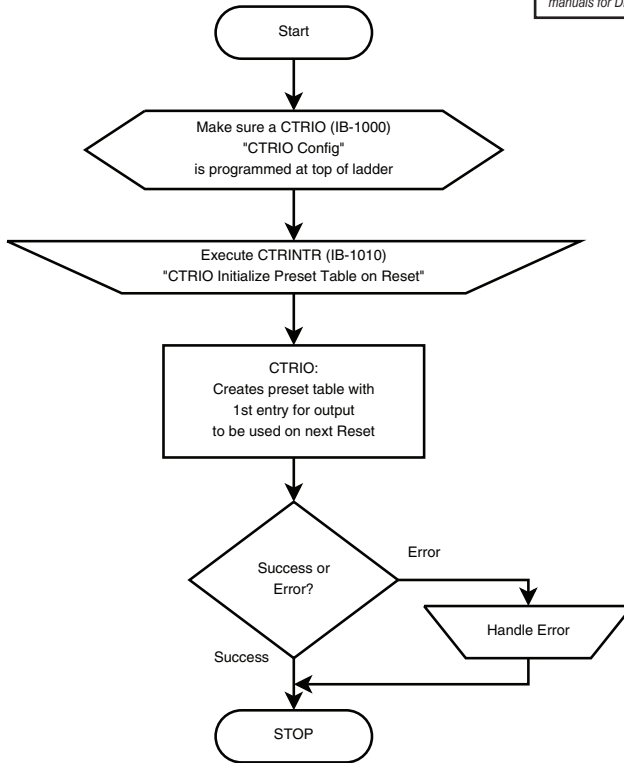 manuals for
Start
Make sure a CTRIO (IB-1000)
"CTRIO Config"
is programmed at top of ladder
Execute CTRINTR (IB-1010)
"CTRIO Initialize Preset Table on Reset"
CTRIO:
Creates preset table with
1st entry for output
to be used on next Reset
Success or
Error?
Error
Handle Error
Success
STOP